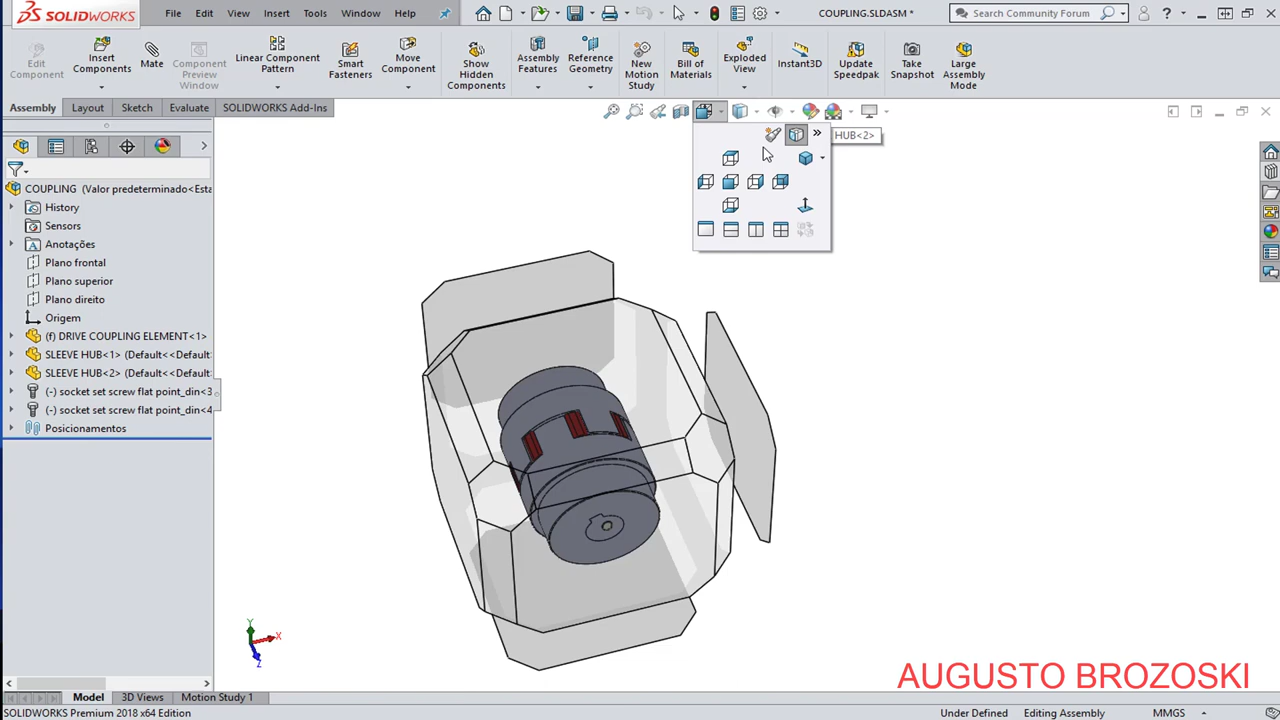 SOLIDWORKS File Edit View Insert Tools Window Help COUPLING.SLDASM * Search Community Forum
Edit Component
Insert Components
Mate
Component Preview Window
Linear Component Pattern
Smart Fasteners
Move Component
Show Hidden Components
Assembly Features
Reference Geometry
New Motion Study
Bill of Materials
Exploded View
Instant3D
Update Speedpak
Take Snapshot
Large Assembly Mode
Assembly Layout Sketch Evaluate SOLIDWORKS Add-Ins
HUB<2>
COUPLING (Valor predeterminado<Esta
History
Sensors
Anotações
Plano frontal
Plano superior
Plano direito
Origem
(f) DRIVE COUPLING ELEMENT<1>
SLEEVE HUB<1> (Default<<Default
SLEEVE HUB<2> (Default<<Default
(-) socket set screw flat point_din<3
(-) socket set screw flat point_din<4
Posicionamentos
Y
X
Z
AUGUSTO BROZOSKI
Model 3D Views Motion Study 1
SOLIDWORKS Premium 2018 x64 Edition Under Defined Editing Assembly MMGS